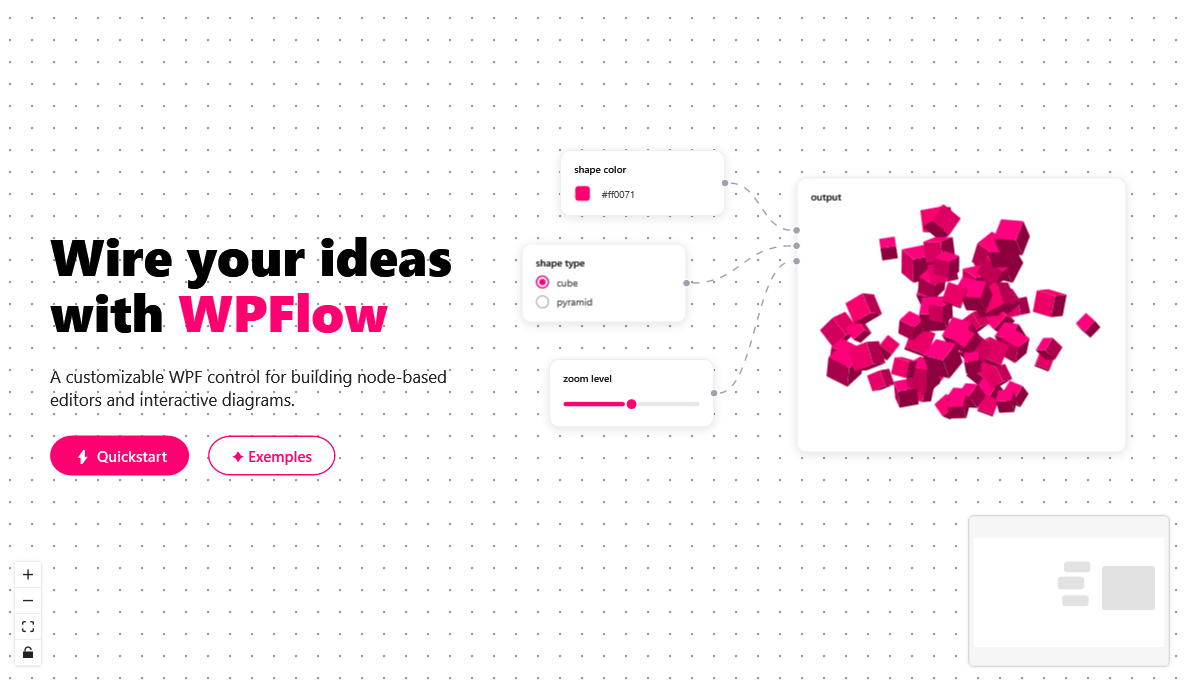 Wire your ideas
with WPFlow
A customizable WPF control for building node-based
editors and interactive diagrams.
Quickstart
Exemples
shape color
#ff0071
shape type
cube
pyramid
zoom level
output